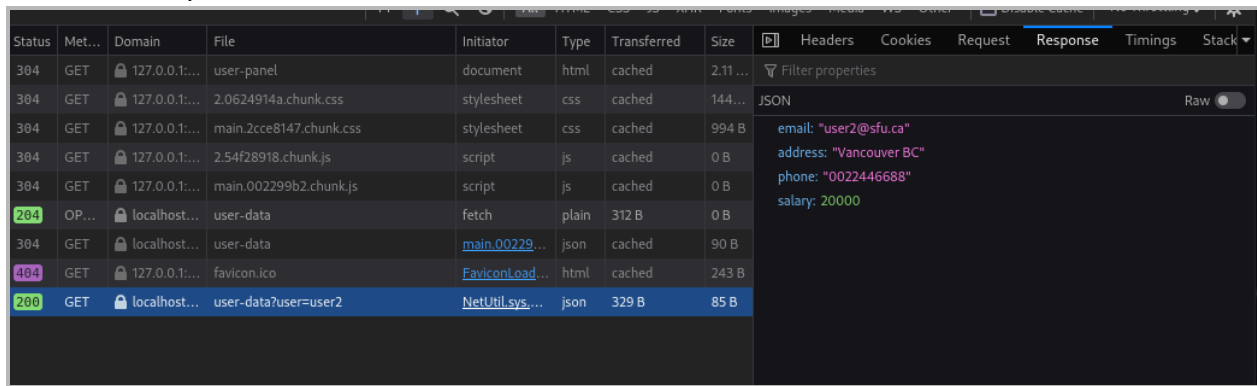 Status Met... Domain File Initiator Type Transferred Size Headers Cookies Request Response Timings Stack
304 GET 127.0.0.1:... user-panel document html cached 2.11 ... Filter properties
304 GET 127.0.0.1:... 2.0624914a.chunk.css stylesheet css cached 144... JSON Raw
304 GET 127.0.0.1:... main.2cce8147.chunk.css stylesheet css cached 994 B email: "user2@sfu.ca"
304 GET 127.0.0.1:... 2.54f28918.chunk.js script js cached 0 B address: "Vancouver BC"
304 GET 127.0.0.1:... main.002299b2.chunk.js script js cached 0 B phone: "0022446688"
204 OP... localhost... user-data fetch plain 312 B 0 B salary: 20000
304 GET localhost... user-data main.00229... json cached 90 B
404 GET 127.0.0.1:... favicon.ico FaviconLoad... html cached 243 B
200 GET localhost... user-data?user=user2 NetUtil.sys.... json 329 B 85 B